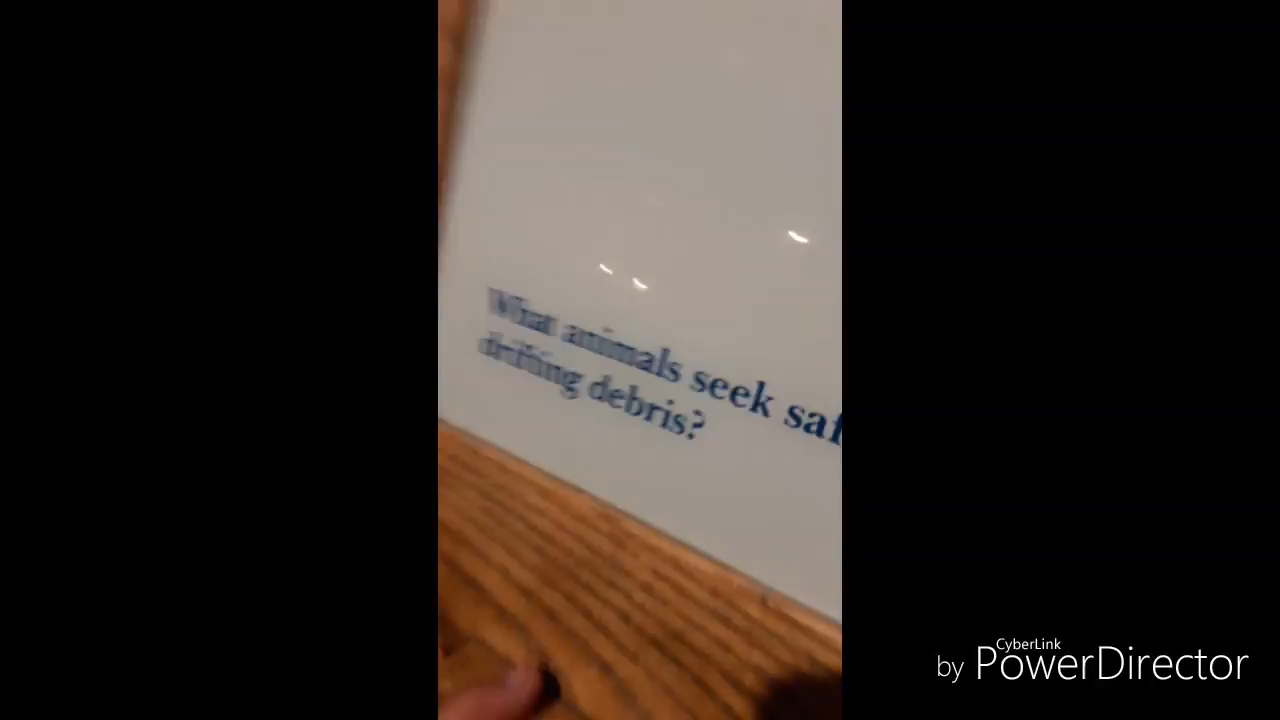 What animals seek saf
drifting debris?
CyberLink
by PowerDirector